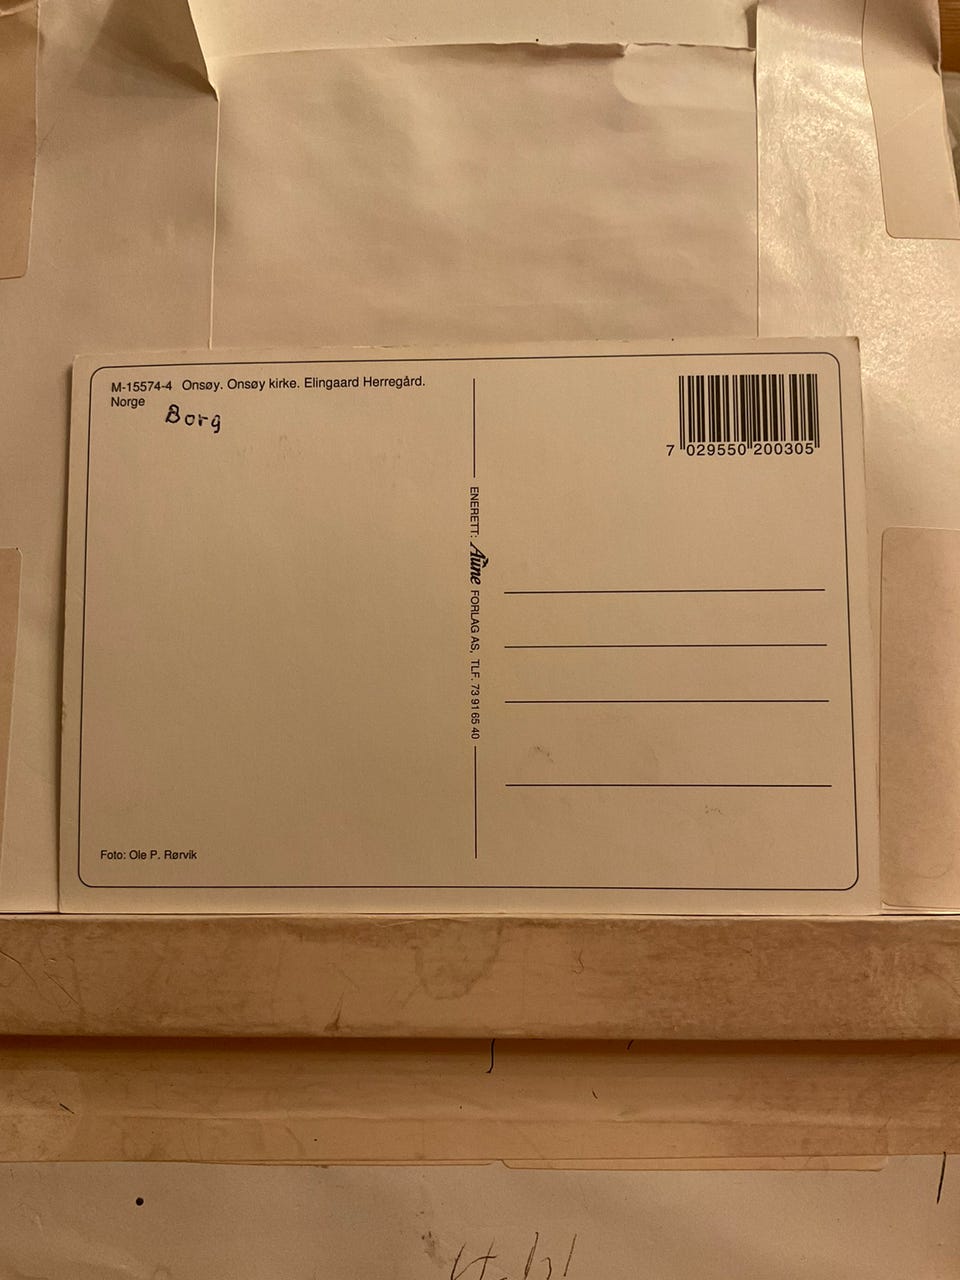 M-15574-4 Onsøy. Onsøy kirke. Elingaard Herregård.
Norge
Borg
7 029550 200305
ENERETT: Aune FORLAG AS, TLF. 73 91 65 40
Foto: Ole P. Rørvik